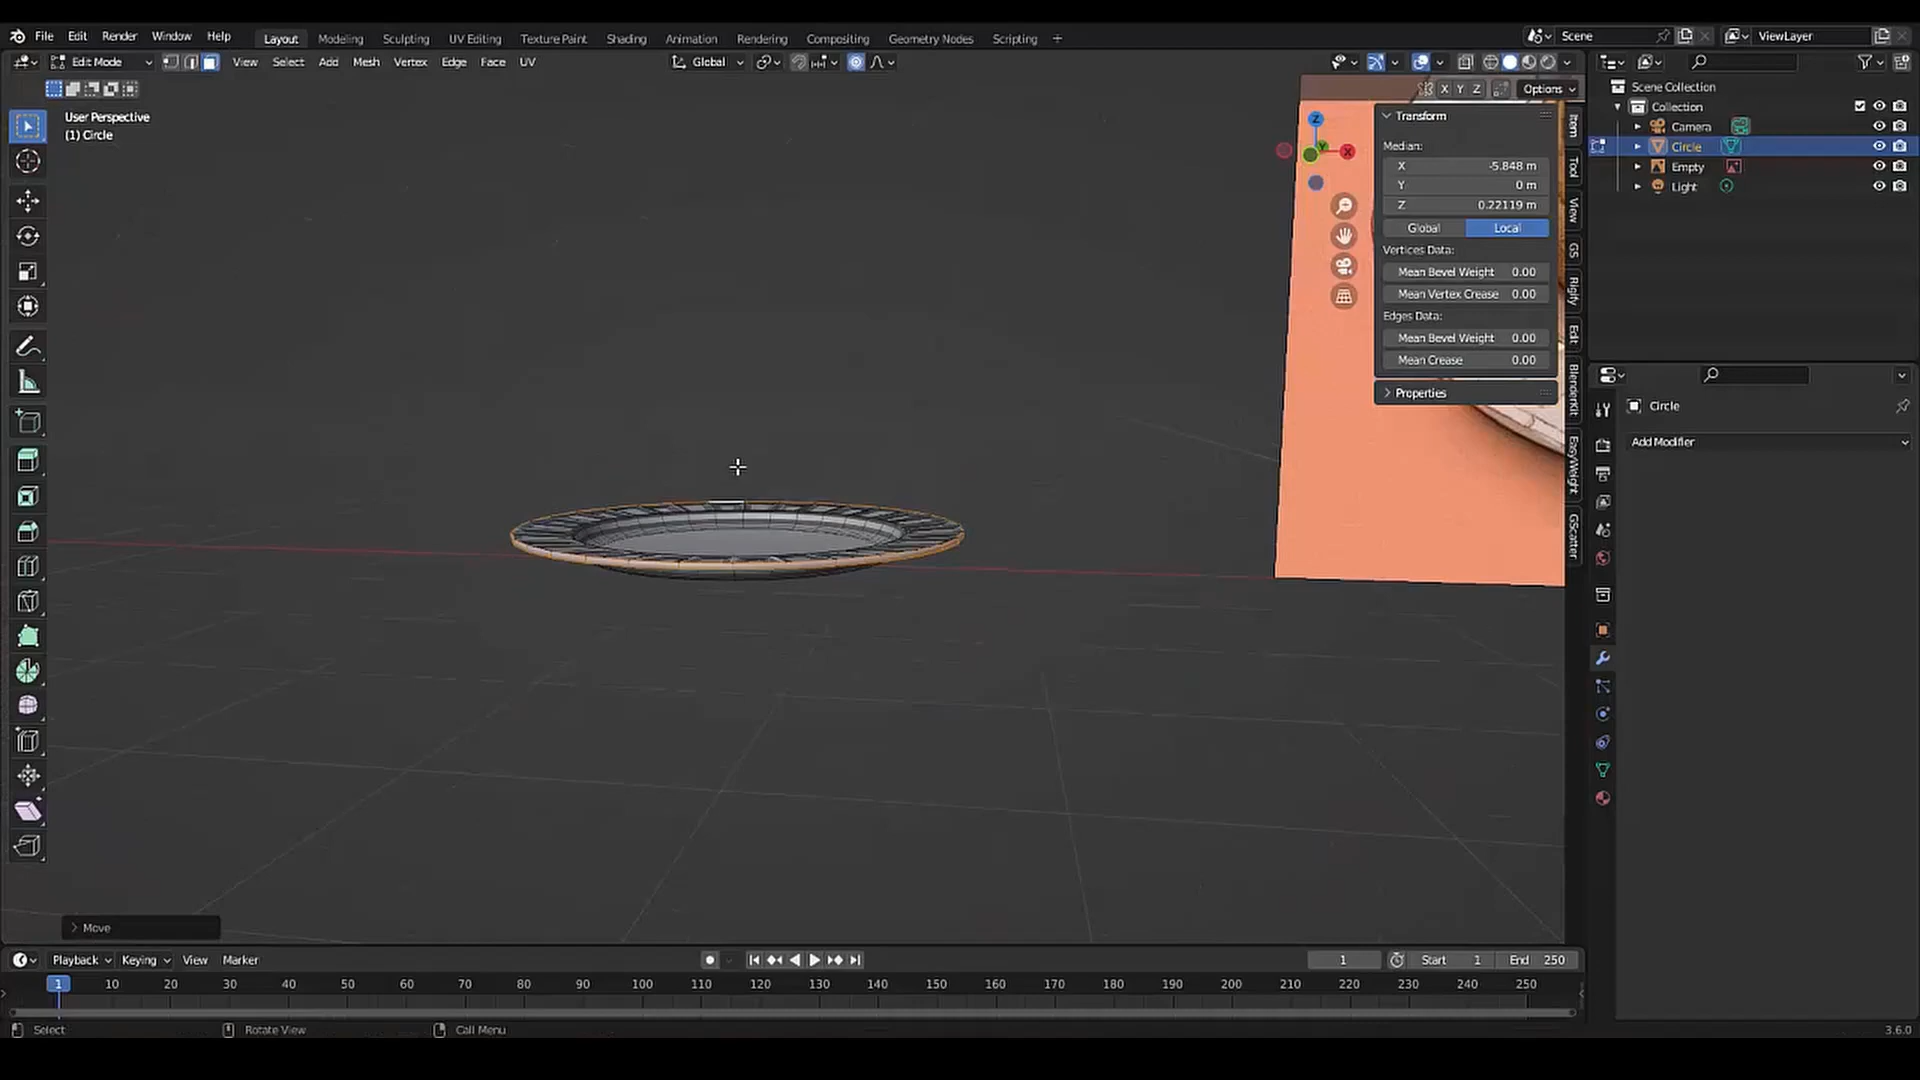 File Edit Render Window Help Layout Modeling Sculpting UV Editing Texture Paint Shading Animation Rendering Compositing Geometry Nodes Scripting Scene ViewLayer
Edit Mode View Select Add Mesh Vertex Edge Face UV Global
X Y Z Options
User Perspective
(1) Circle
Z
Y
X
Transform
Median:
X -5.848 m
Y 0 m
Z 0.22119 m
Global Local
Vertices Data:
Mean Bevel Weight 0.00
Mean Vertex Crease 0.00
Edges Data:
Mean Bevel Weight 0.00
Mean Crease 0.00
Properties
Item
Tool
View
GS
Rigify
Edit
BlenderKit
EasyWeight
GScatter
Scene Collection
Collection
Camera
Circle
Empty
Light
Circle
Add Modifier
Move
Playback Keying View Marker 1 Start 1 End 250
1 10 20 30 40 50 60 70 80 90 100 110 120 130 140 150 160 170 180 190 200 210 220 230 240 250
Select Rotate View Call Menu 3.6.0